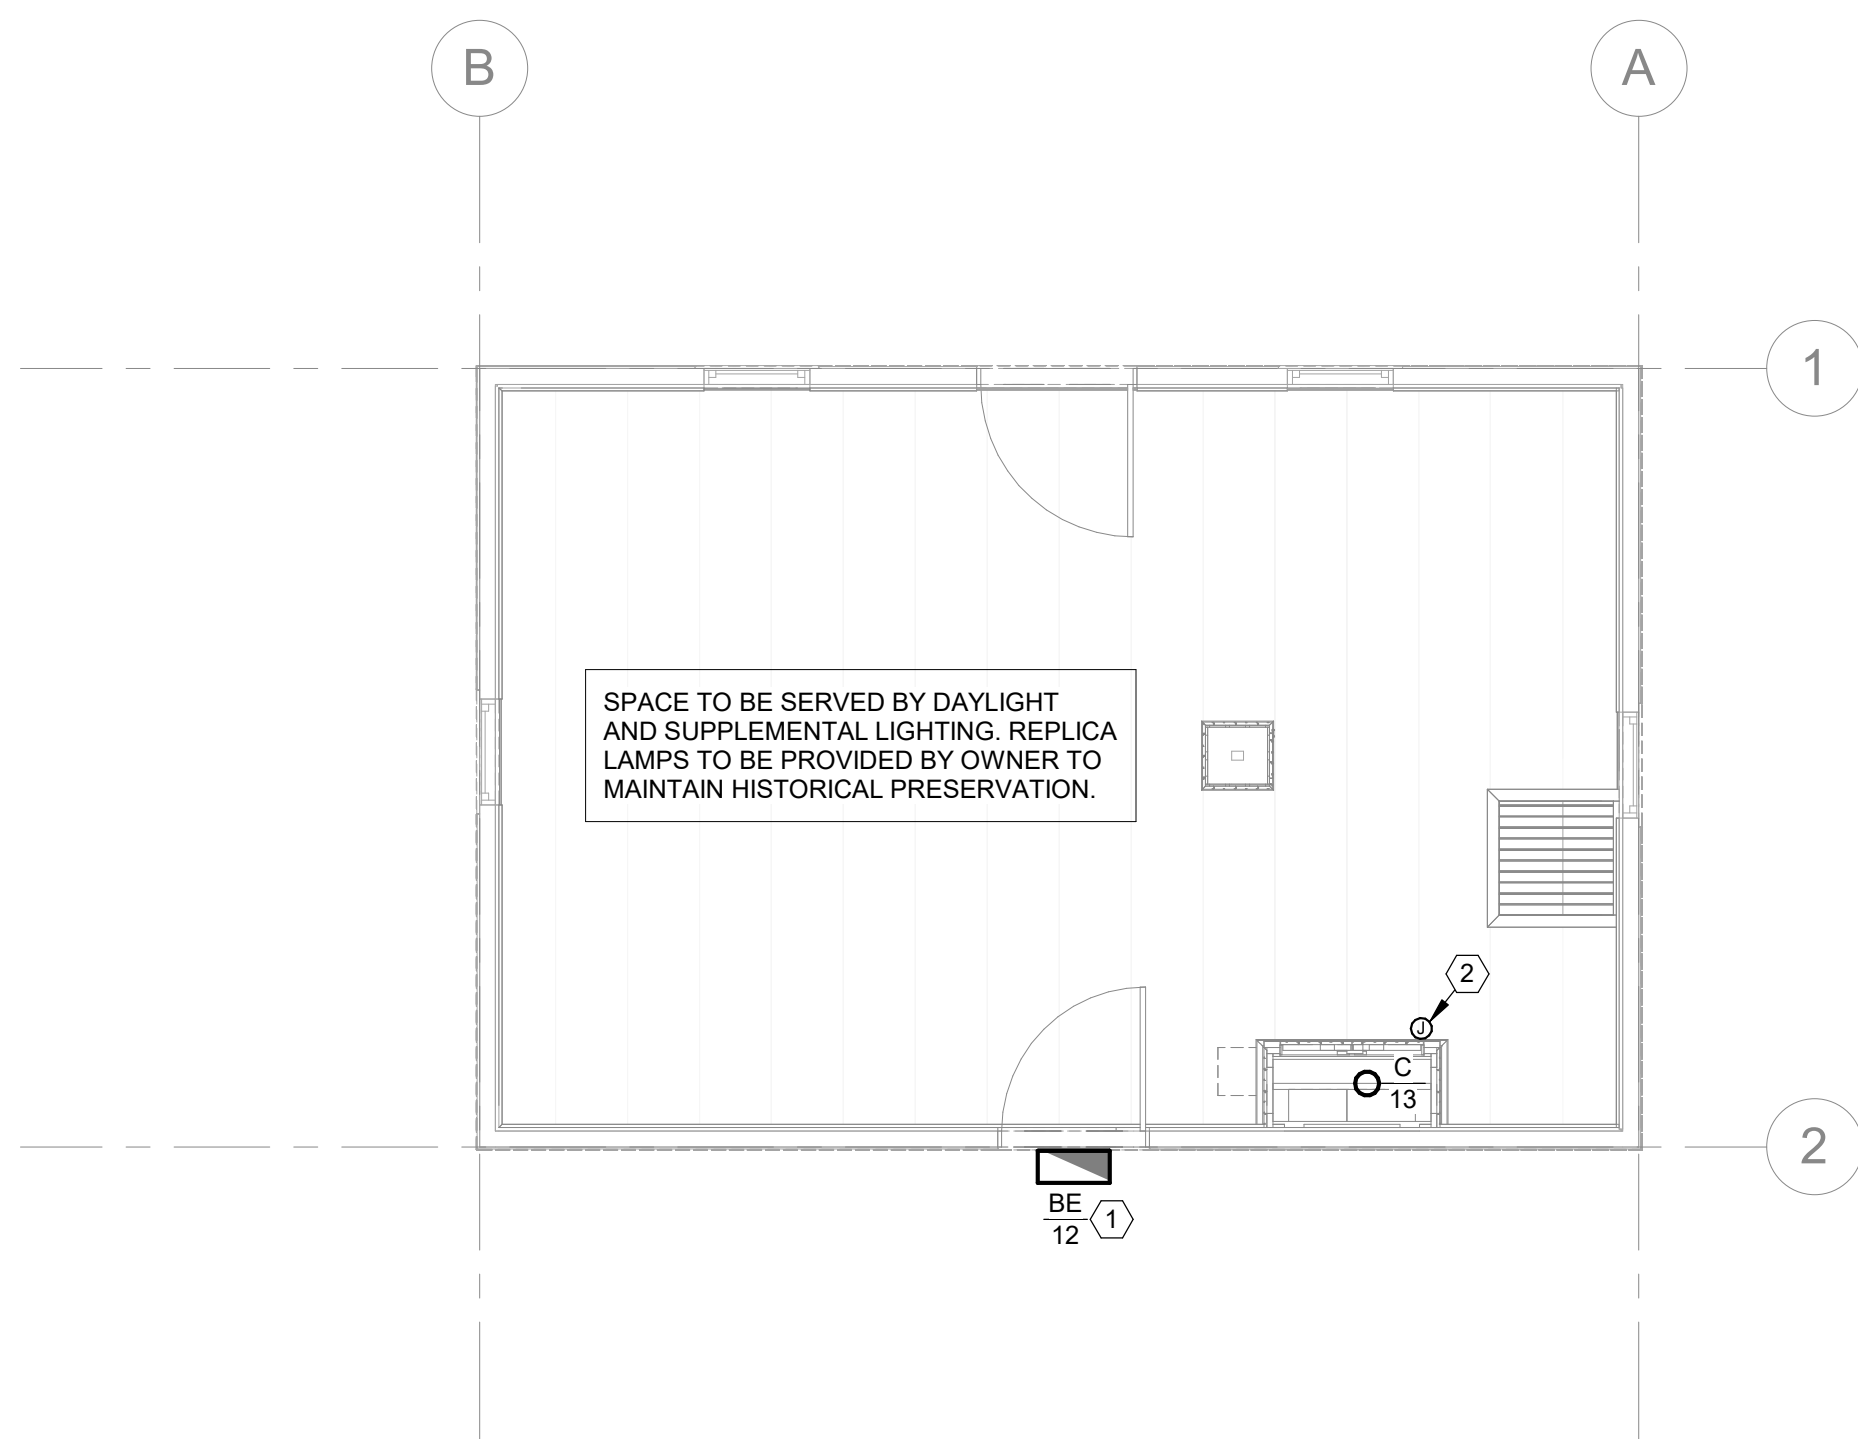 B
A
1
SPACE TO BE SERVED BY DAYLIGHT
AND SUPPLEMENTAL LIGHTING. REPLICA
LAMPS TO BE PROVIDED BY OWNER TO
MAINTAIN HISTORICAL PRESERVATION.
2
J
C
13
2
BE
12
1